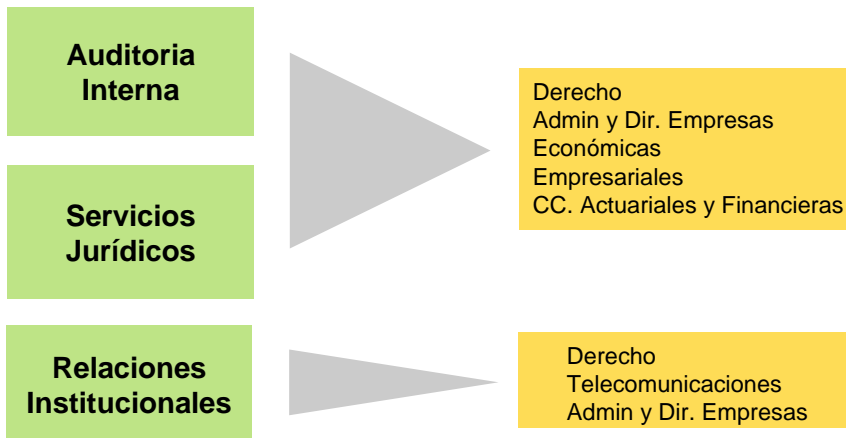 Auditoria
Interna
Servicios
Jurídicos
Derecho
Admin y Dir. Empresas
Económicas
Empresariales
CC. Actuariales y Financieras
Relaciones
Institucionales
Derecho
Telecomunicaciones
Admin y Dir. Empresas